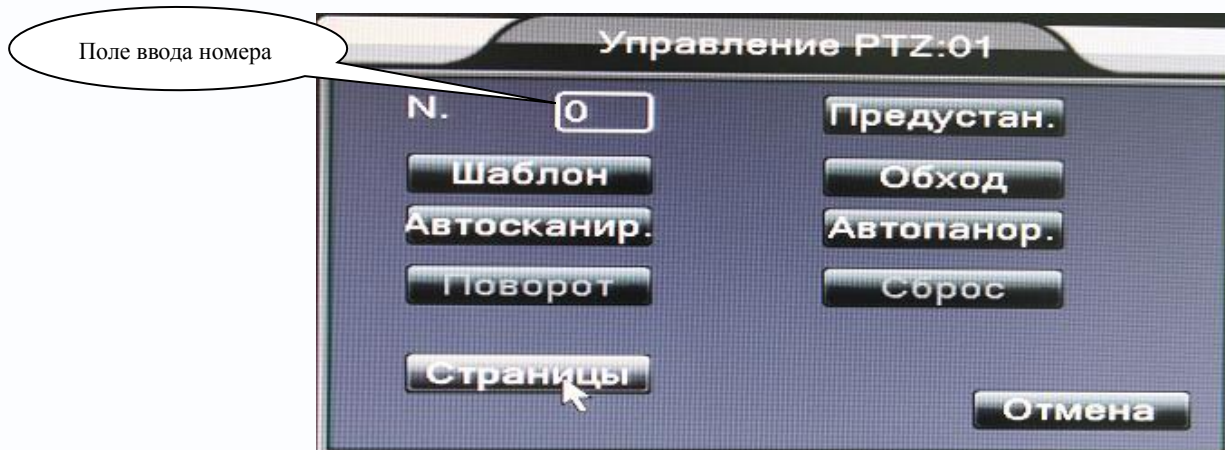 Поле ввода номера
Управление PTZ:01
N. 0 Предустан.
Шаблон Обход
Автосканир. Автопанор.
Поворот Сброс
Страницы
Отмена